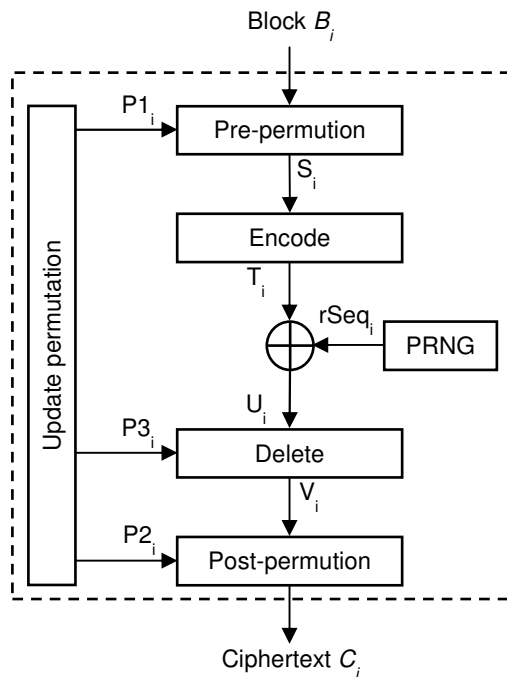 Block B_i
P1_i
Pre-permution
S_i
Encode
T_i
rSeq_i
PRNG
Update permutation
U_i
P3_i
Delete
V_i
P2_i
Post-permution
Ciphertext C_i